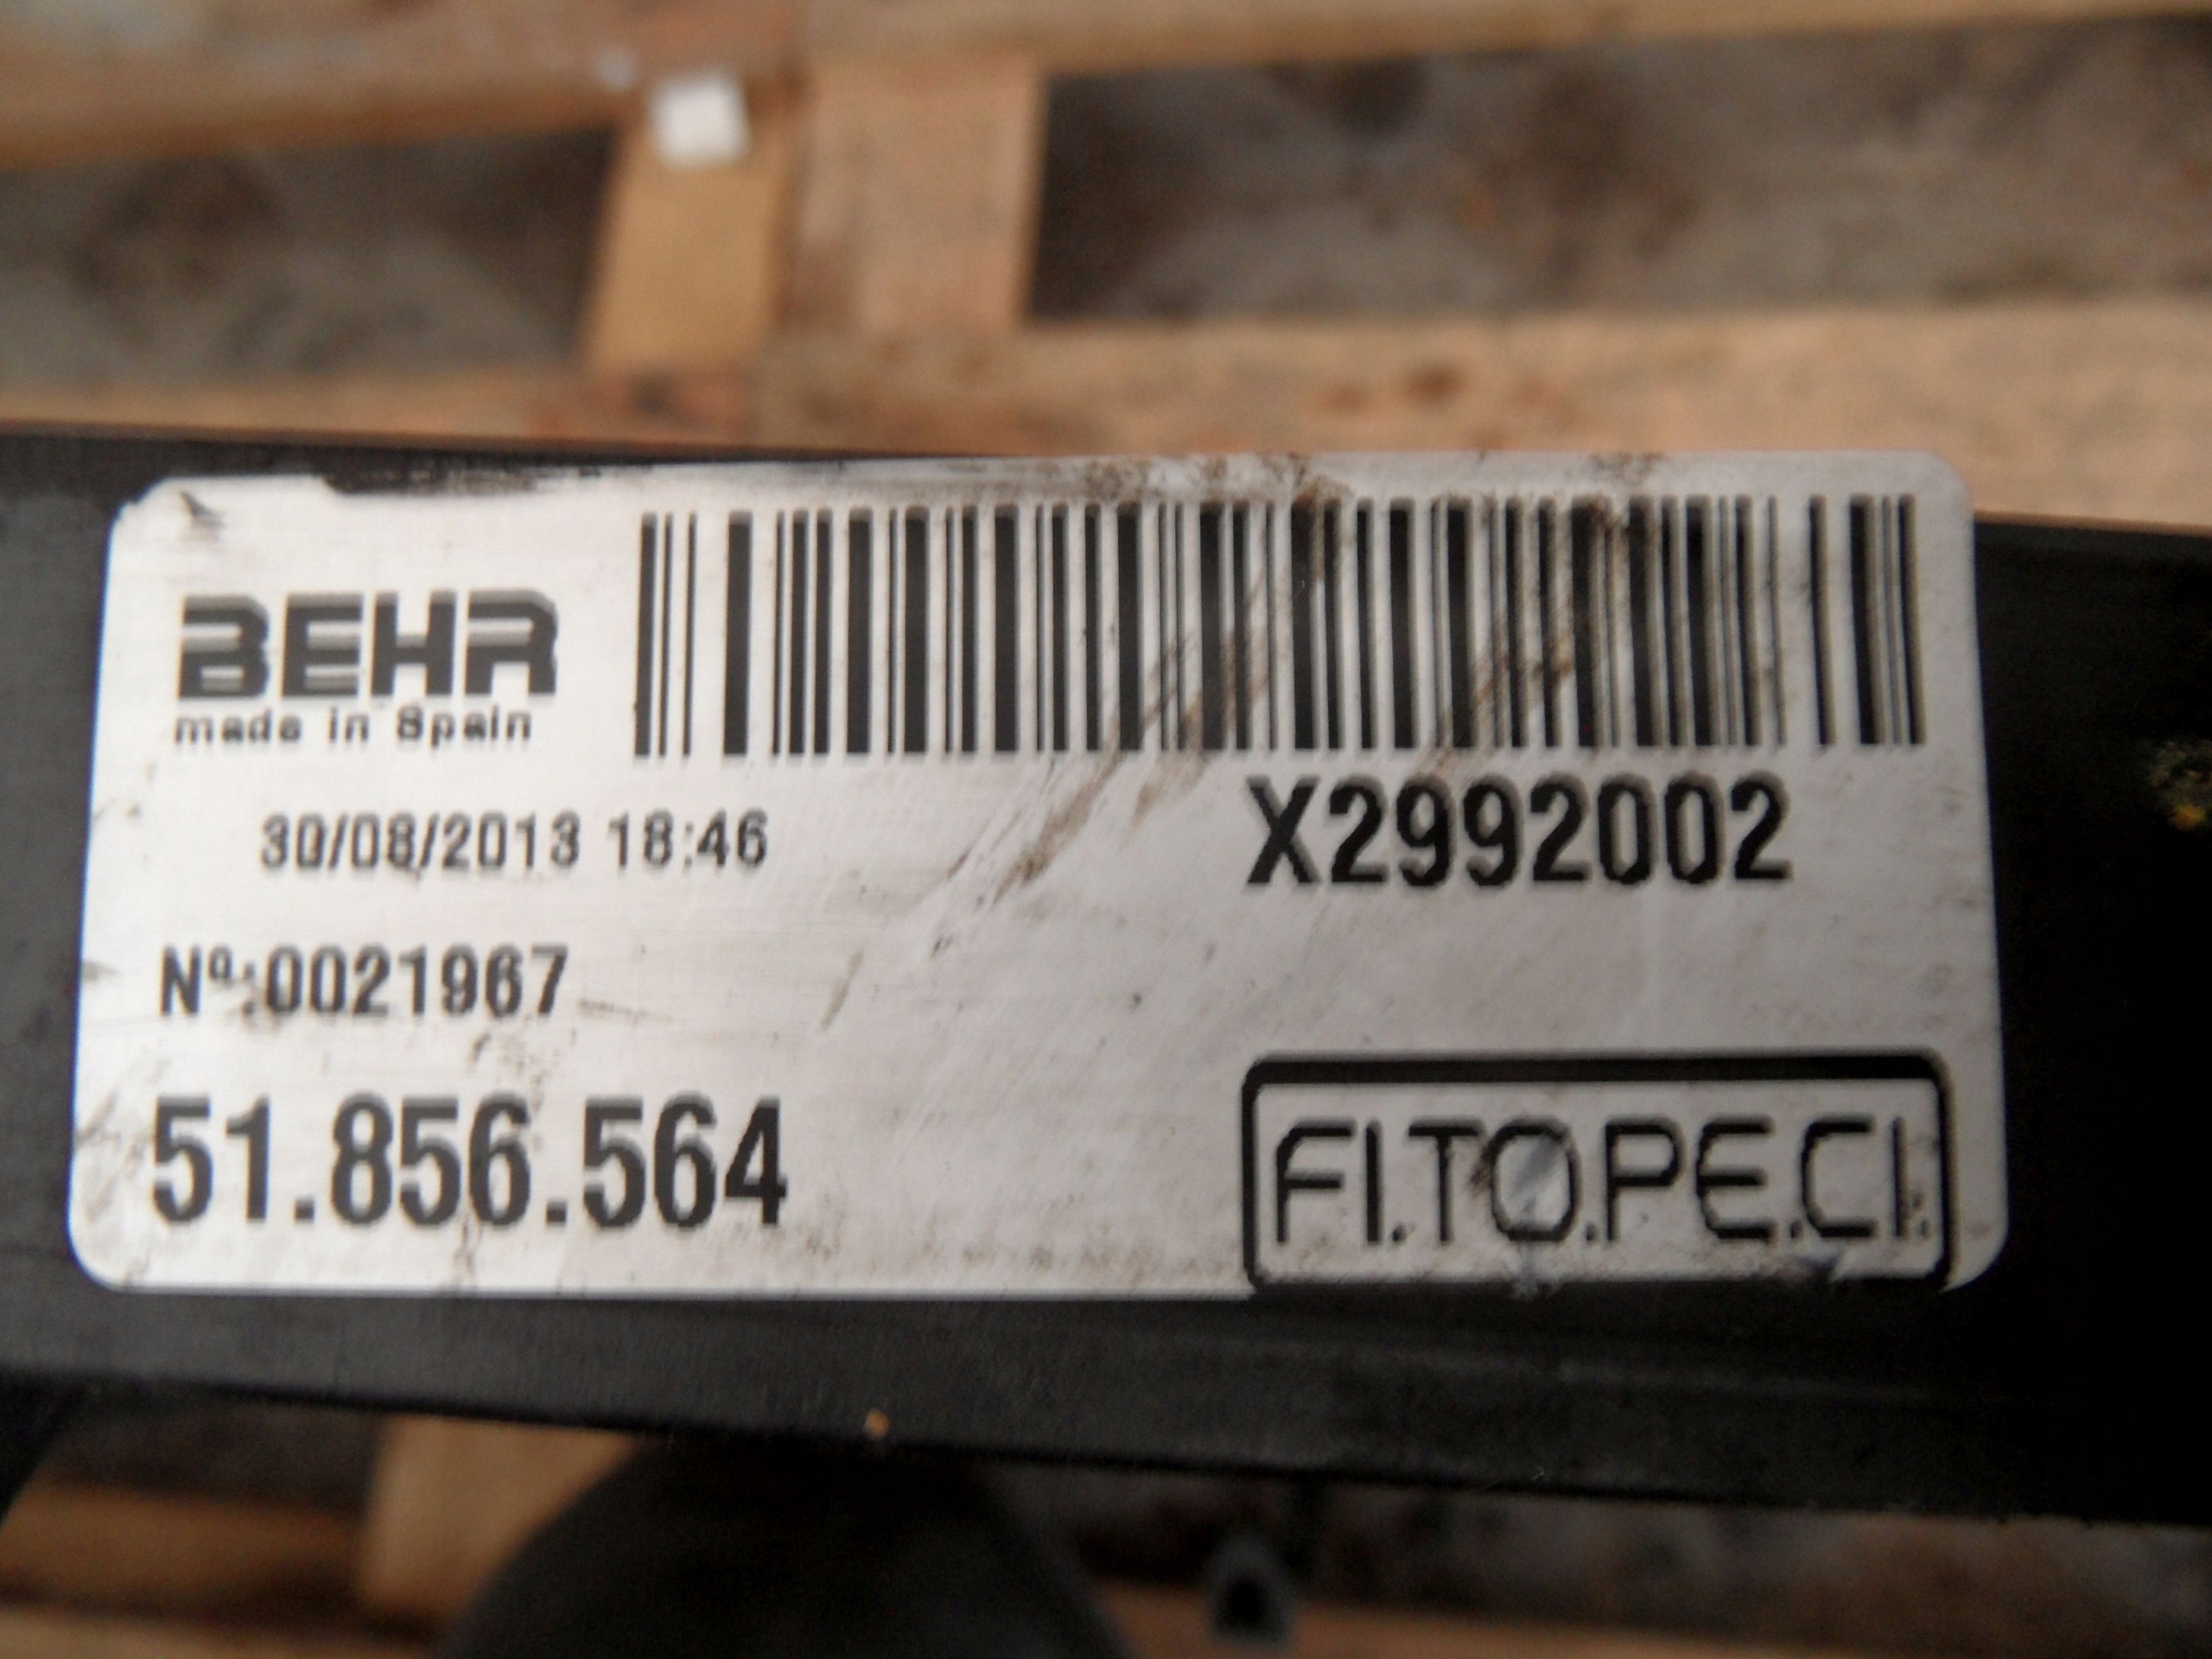 BEHR
made in Spain
30/08/2013 18:46
X2992002
Nº:0021967
51.856.564
FI.TO.PE.CI.